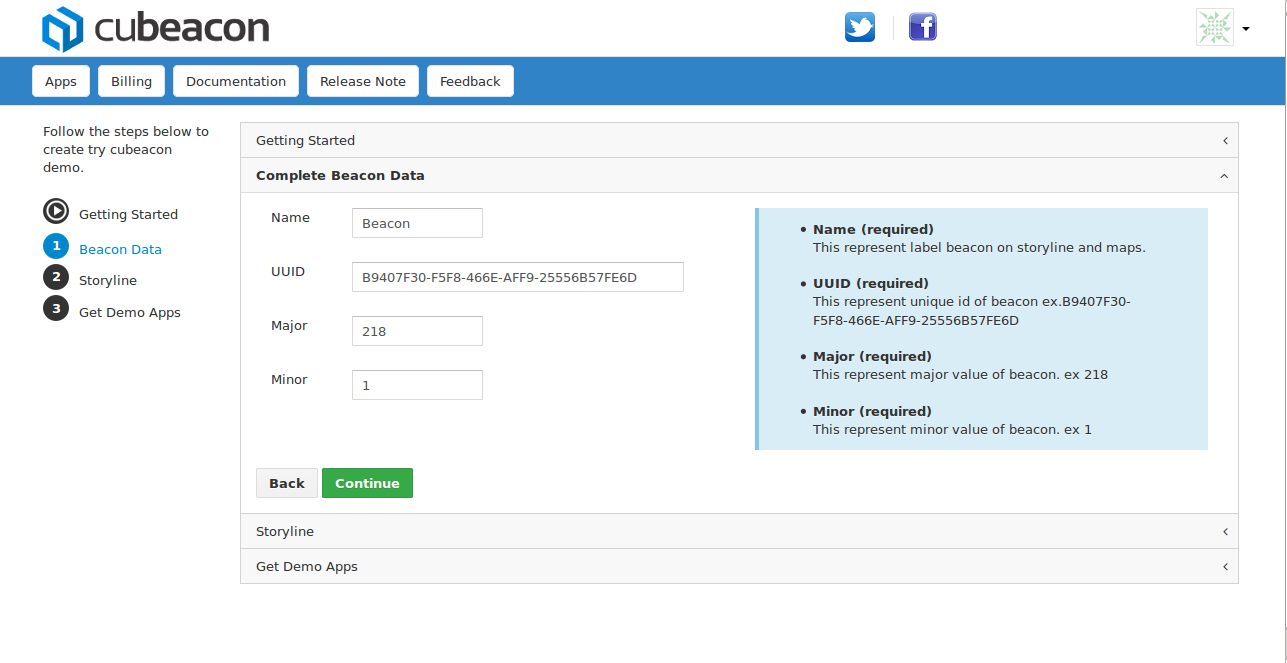 cubeacon
Apps
Billing
Documentation
Release Note
Feedback
Follow the steps below to
create try cubeacon
demo.
Getting Started
1 Beacon Data
2 Storyline
3 Get Demo Apps
Getting Started
Complete Beacon Data
Name Beacon
UUID B9407F30-F5F8-466E-AFF9-25556B57FE6D
Major 218
Minor 1
• Name (required)
This represent label beacon on storyline and maps.
• UUID (required)
This represent unique id of beacon ex.B9407F30-
F5F8-466E-AFF9-25556B57FE6D
• Major (required)
This represent major value of beacon. ex 218
• Minor (required)
This represent minor value of beacon. ex 1
Back Continue
Storyline
Get Demo Apps